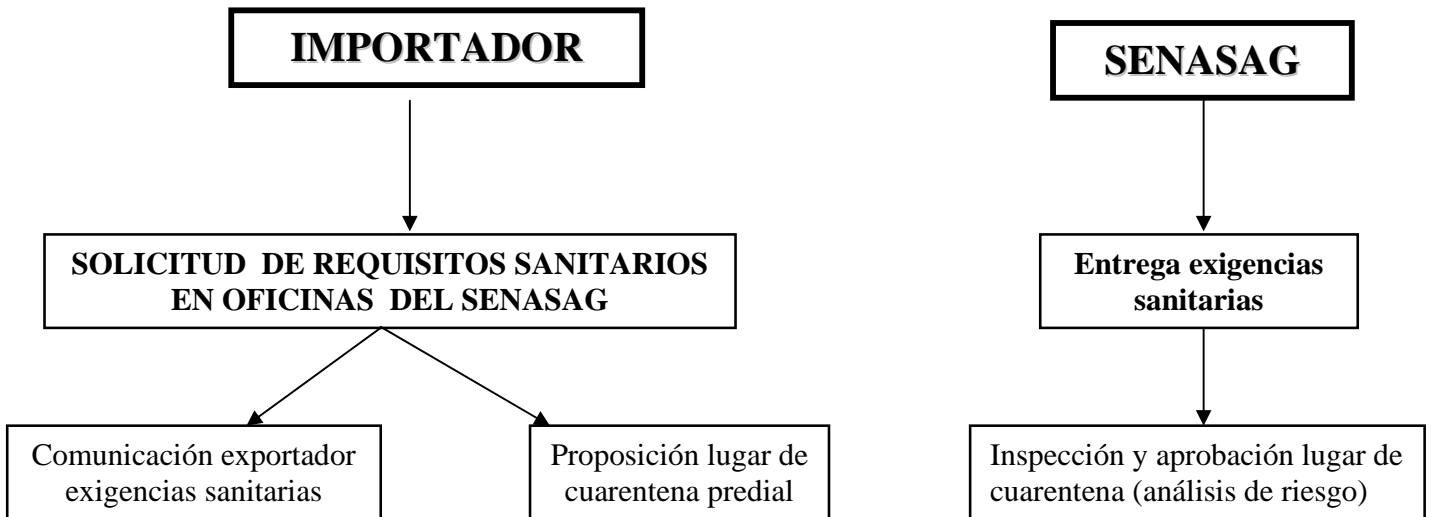 IMPORTADOR
SENASAG
SOLICITUD DE REQUISITOS SANITARIOS
EN OFICINAS DEL SENASAG
Entrega exigencias
sanitarias
Comunicación exportador
exigencias sanitarias
Proposición lugar de
cuarentena predial
Inspección y aprobación lugar de
cuarentena (análisis de riesgo)